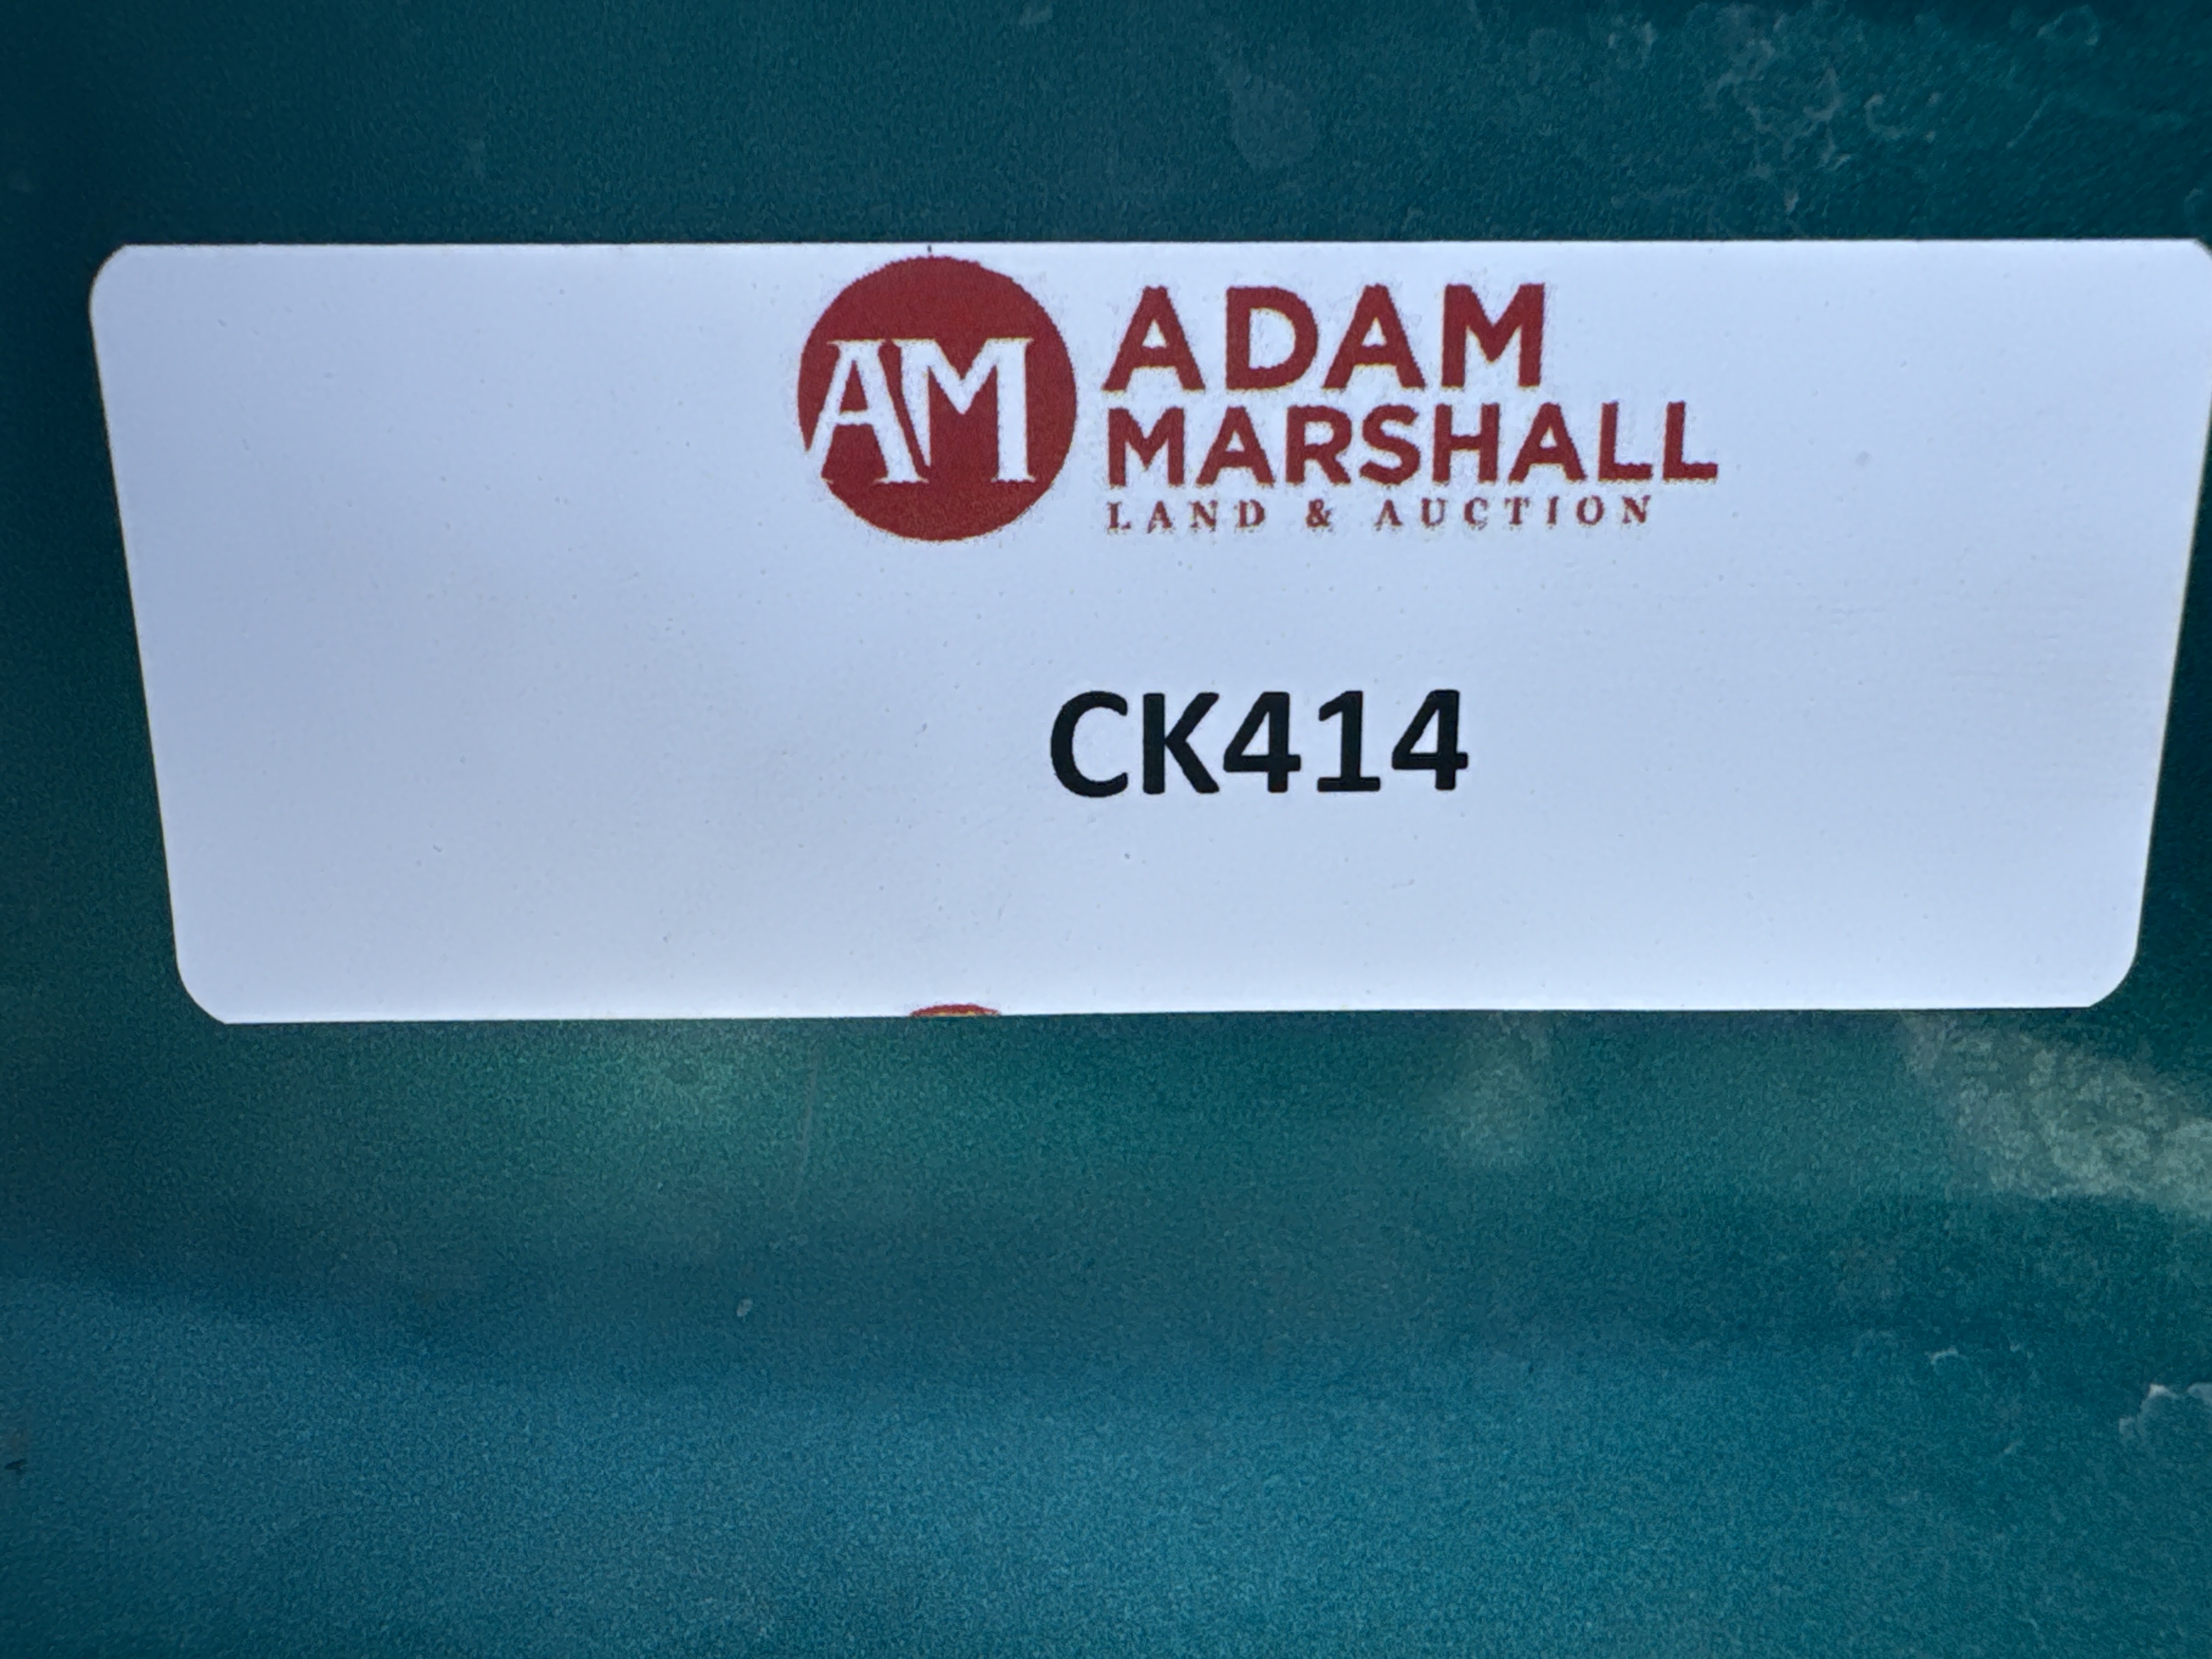 AM
ADAM
MARSHALL
LAND & AUCTION
CK414